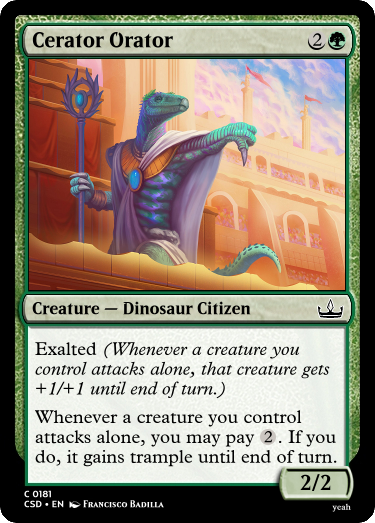 Cerator Orator 2
Creature — Dinosaur Citizen
Exalted (Whenever a creature you
control attacks alone, that creature gets
+1/+1 until end of turn.)
Whenever a creature you control
attacks alone, you may pay 2. If you
do, it gains trample until end of turn.
2/2
C 0181
CSD • EN Francisco Badilla
yeah